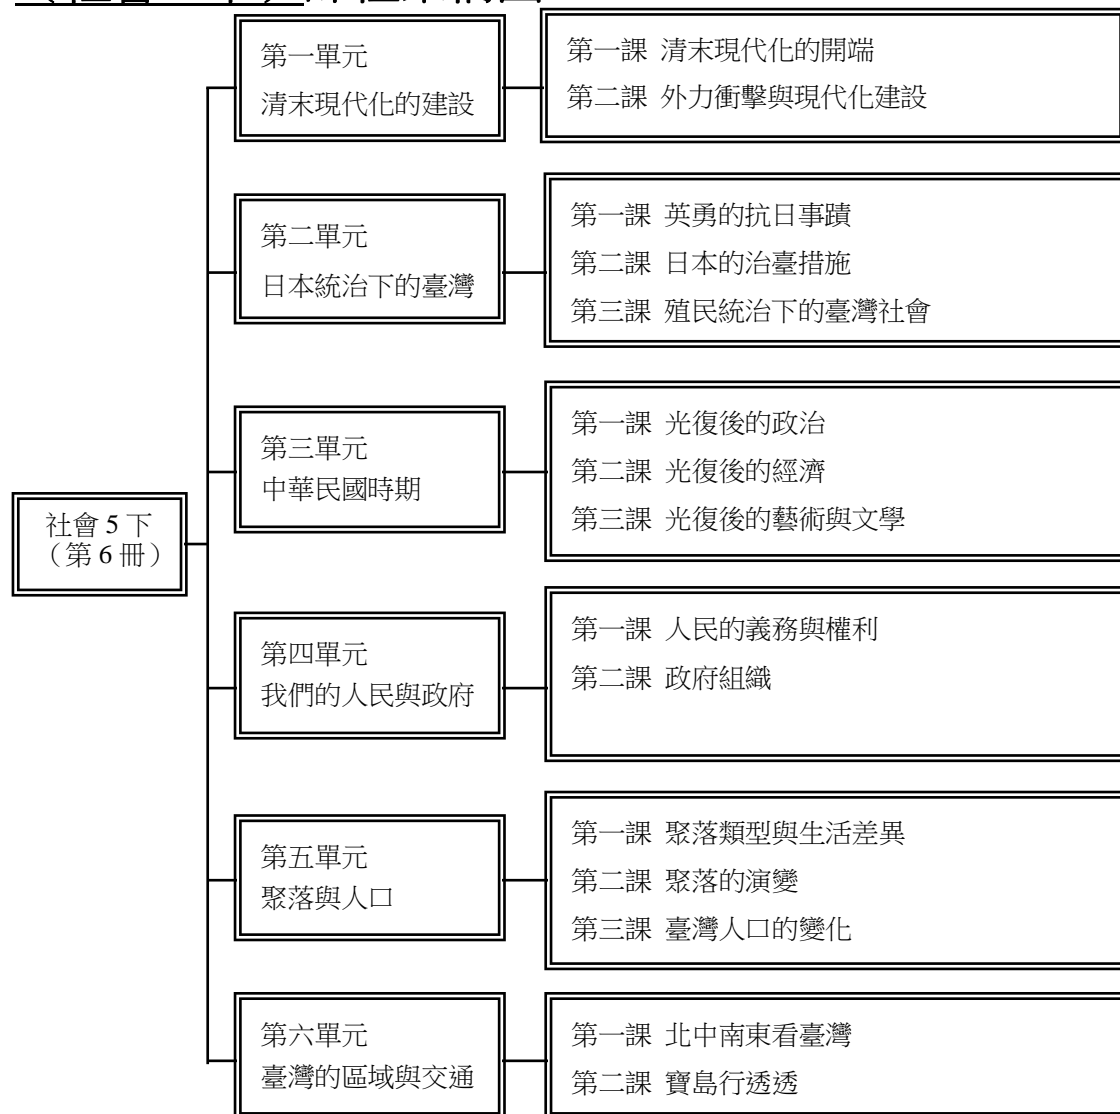 社會 5 下
（第 6 冊）
第一單元
清末現代化的建設
第一課 清末現代化的開端
第二課 外力衝擊與現代化建設
第二單元
日本統治下的臺灣
第一課 英勇的抗日事蹟
第二課 日本的治臺措施
第三課 殖民統治下的臺灣社會
第三單元
中華民國時期
第一課 光復後的政治
第二課 光復後的經濟
第三課 光復後的藝術與文學
第四單元
我們的人民與政府
第一課 人民的義務與權利
第二課 政府組織
第五單元
聚落與人口
第一課 聚落類型與生活差異
第二課 聚落的演變
第三課 臺灣人口的變化
第六單元
臺灣的區域與交通
第一課 北中南東看臺灣
第二課 寶島行透透